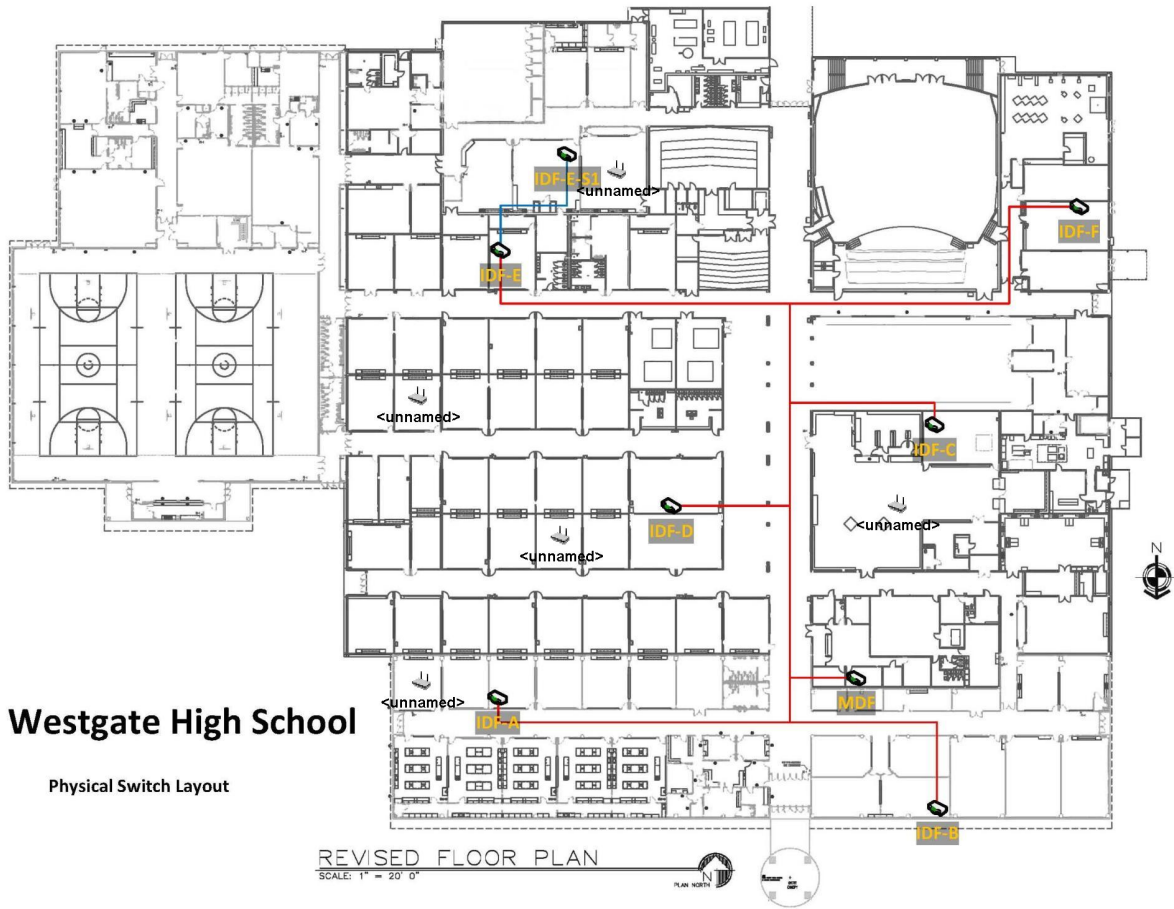 IDF-E-S1
<unnamed>
IDF-F
IDF-E
<unnamed>
IDF-C
<unnamed>
IDF-D
<unnamed>
N
<unnamed>
MDF
IDF-A
Westgate High School
Physical Switch Layout
IDF-B
REVISED FLOOR PLAN
SCALE: 1" = 20' 0"
PLAN NORTH
N